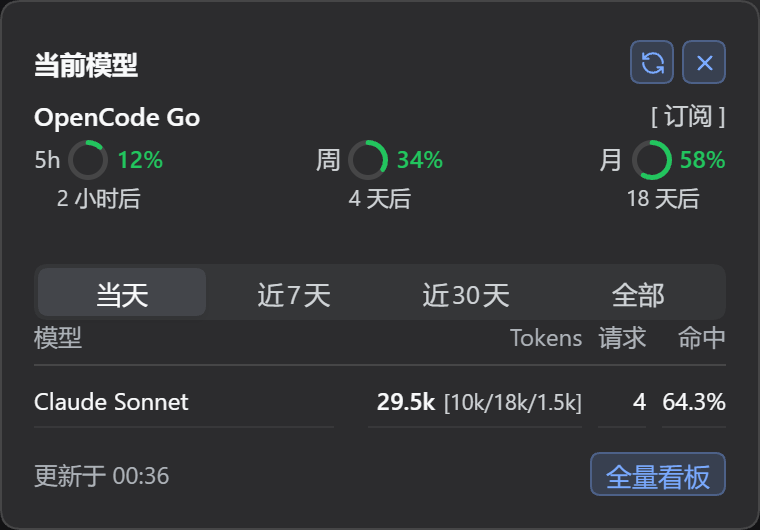 当前模型
OpenCode Go [ 订阅 ]
5h 12% 周 34% 月 58%
2 小时后 4 天后 18 天后
当天 近7天 近30天 全部
模型 Tokens 请求 命中
Claude Sonnet 29.5k [10k/18k/1.5k] 4 64.3%
更新于 00:36 全量看板